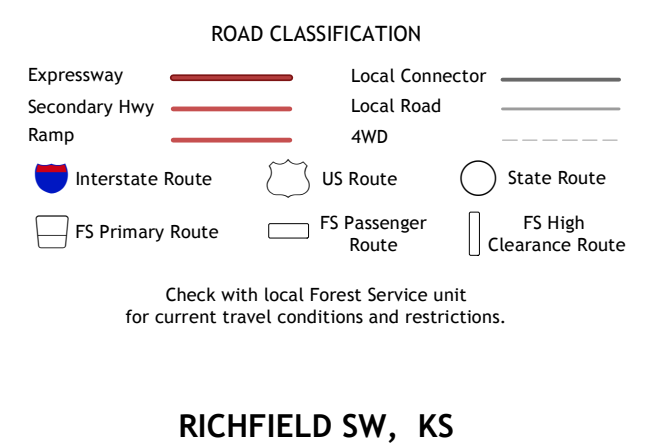 ROAD CLASSIFICATION
Expressway
Local Connector
Secondary Hwy
Local Road
Ramp
4WD
Interstate Route
US Route
State Route
FS Primary Route
FS Passenger
Route
FS High
Clearance Route
Check with local Forest Service unit
for current travel conditions and restrictions.
RICHFIELD SW, KS